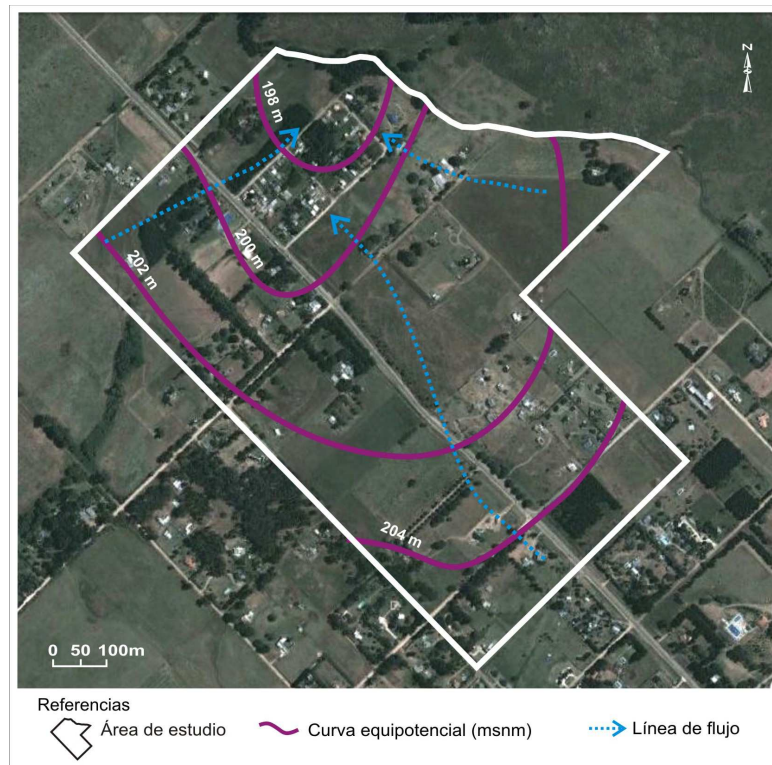 N
198 m
200 m
202 m
204 m
0 50 100m
Referencias
Área de estudio
Curva equipotencial (msnm)
Línea de flujo